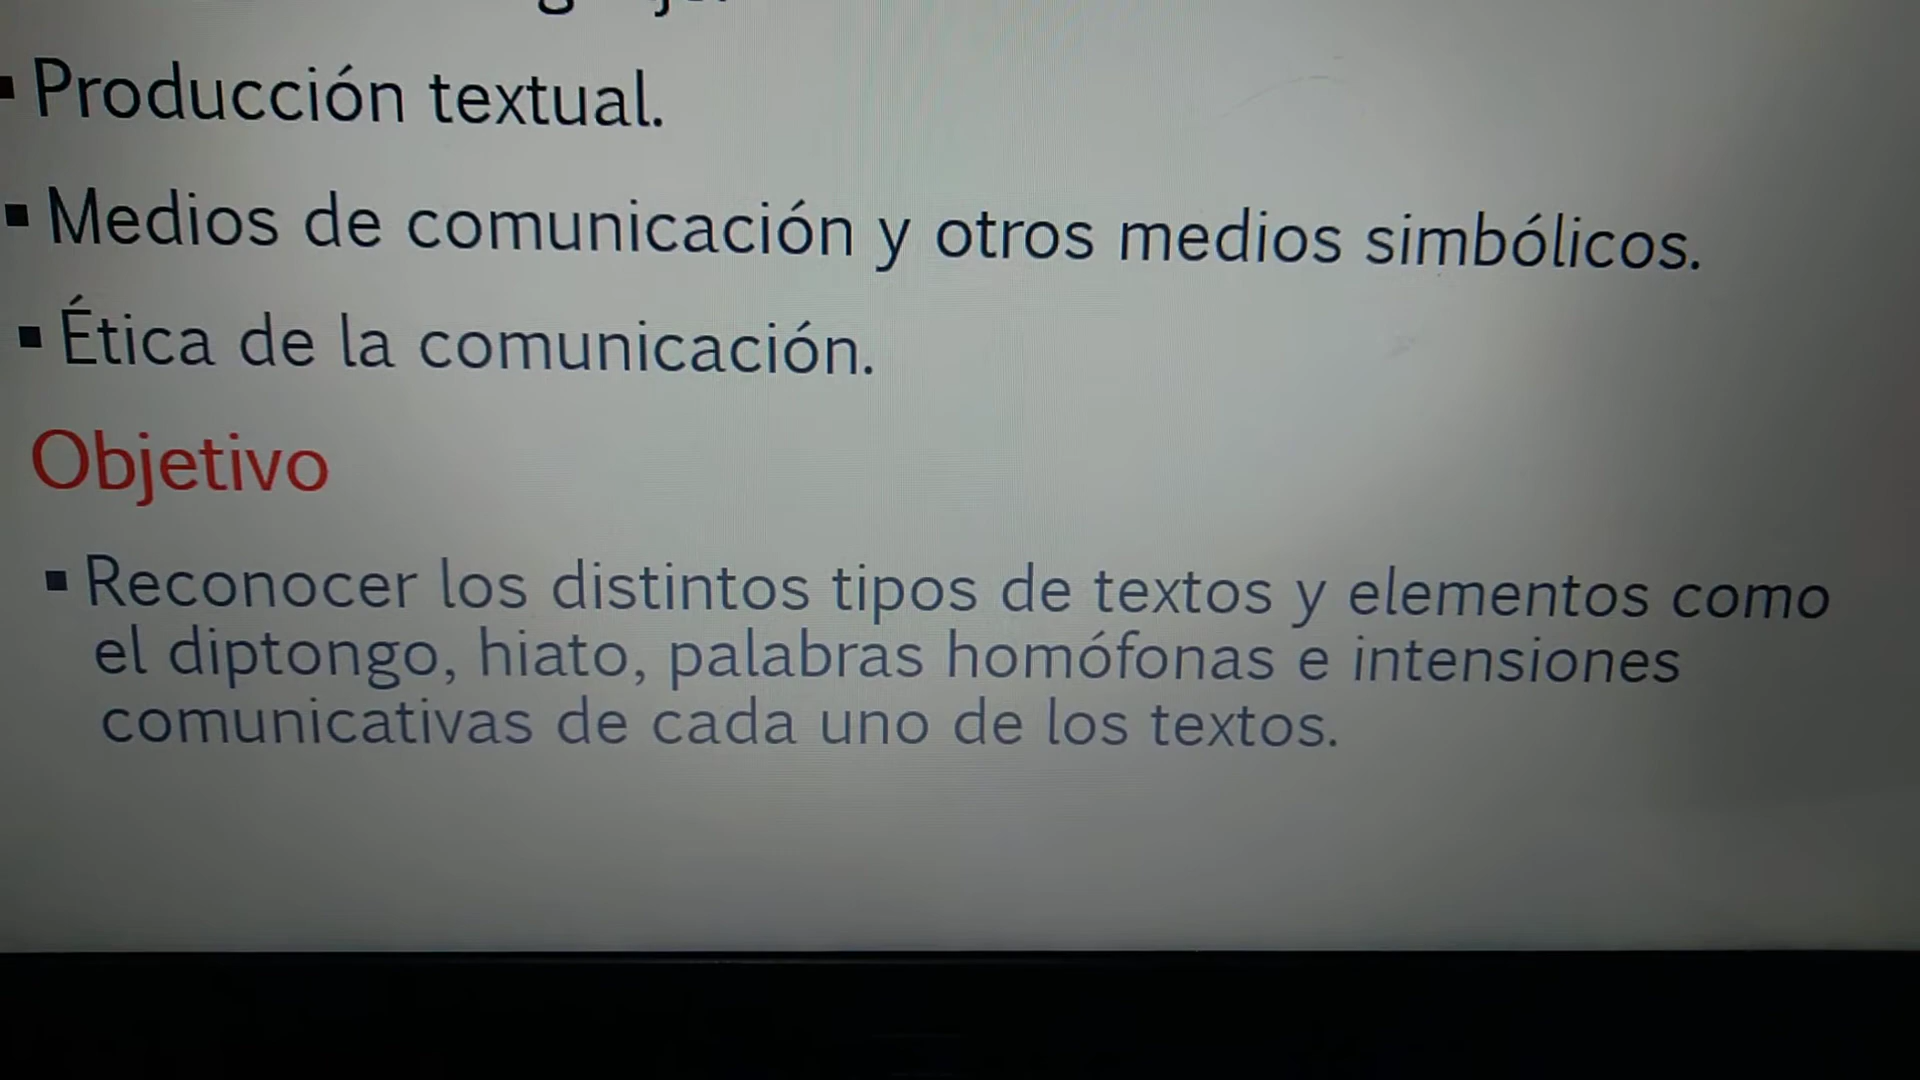 ▪ Producción textual.
▪ Medios de comunicación y otros medios simbólicos.
▪ Ética de la comunicación.
Objetivo
▪ Reconocer los distintos tipos de textos y elementos como
el diptongo, hiato, palabras homófonas e intensiones
comunicativas de cada uno de los textos.